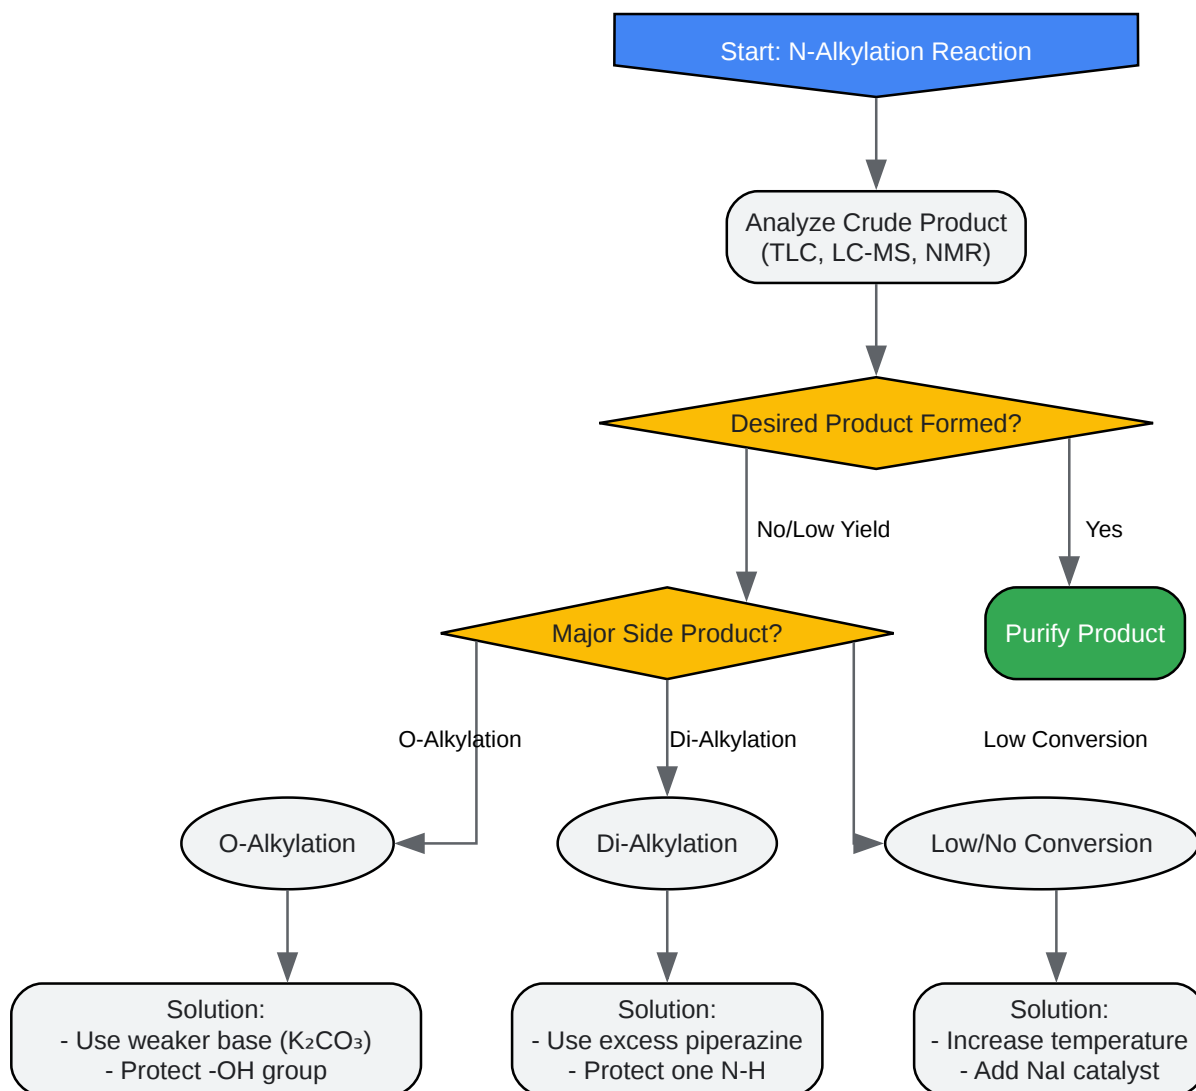 Start: N-Alkylation Reaction
Analyze Crude Product
(TLC, LC-MS, NMR)
Desired Product Formed?
No/Low Yield
Yes
Major Side Product?
Purify Product
O-Alkylation
Di-Alkylation
Low Conversion
O-Alkylation
Di-Alkylation
Low/No Conversion
Solution:
- Use weaker base (K₂CO₃)
- Protect -OH group
Solution:
- Use excess piperazine
- Protect one N-H
Solution:
- Increase temperature
- Add NaI catalyst